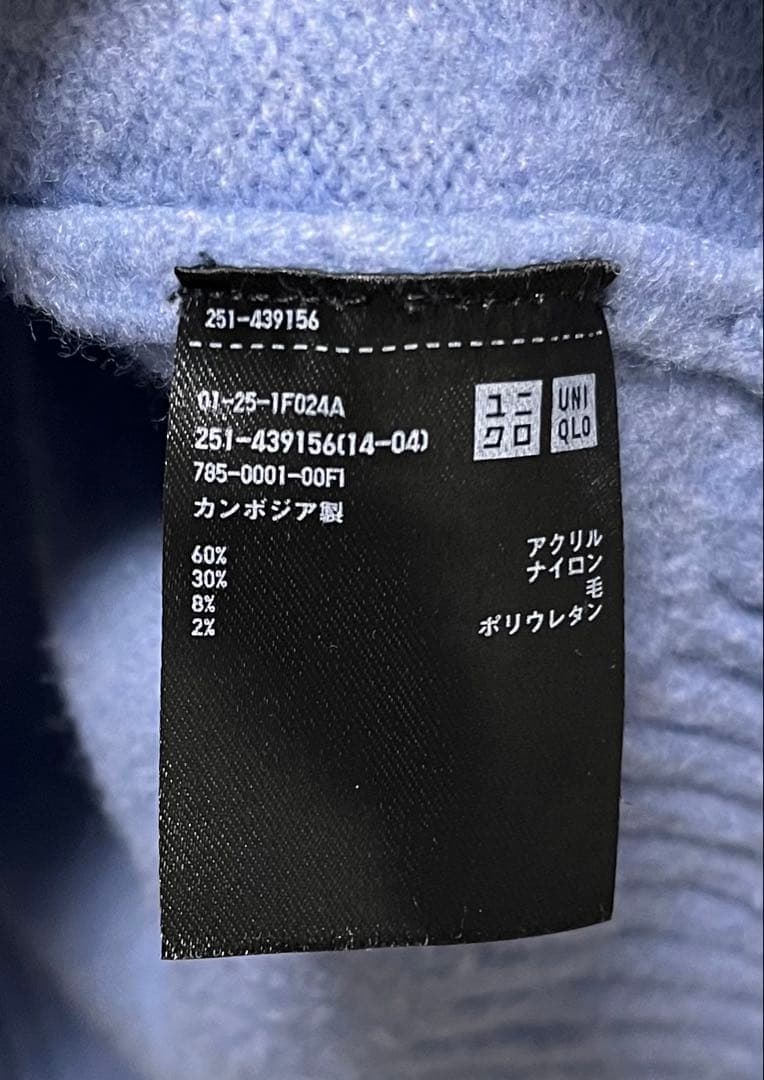 251-439156
01-25-1F024A
251-439156(14-04)
785-0001-00F1
カンボジア製
ユニ
クロ
UNI
QLO
60% アクリル
30% ナイロン
8% 毛
2% ポリウレタン